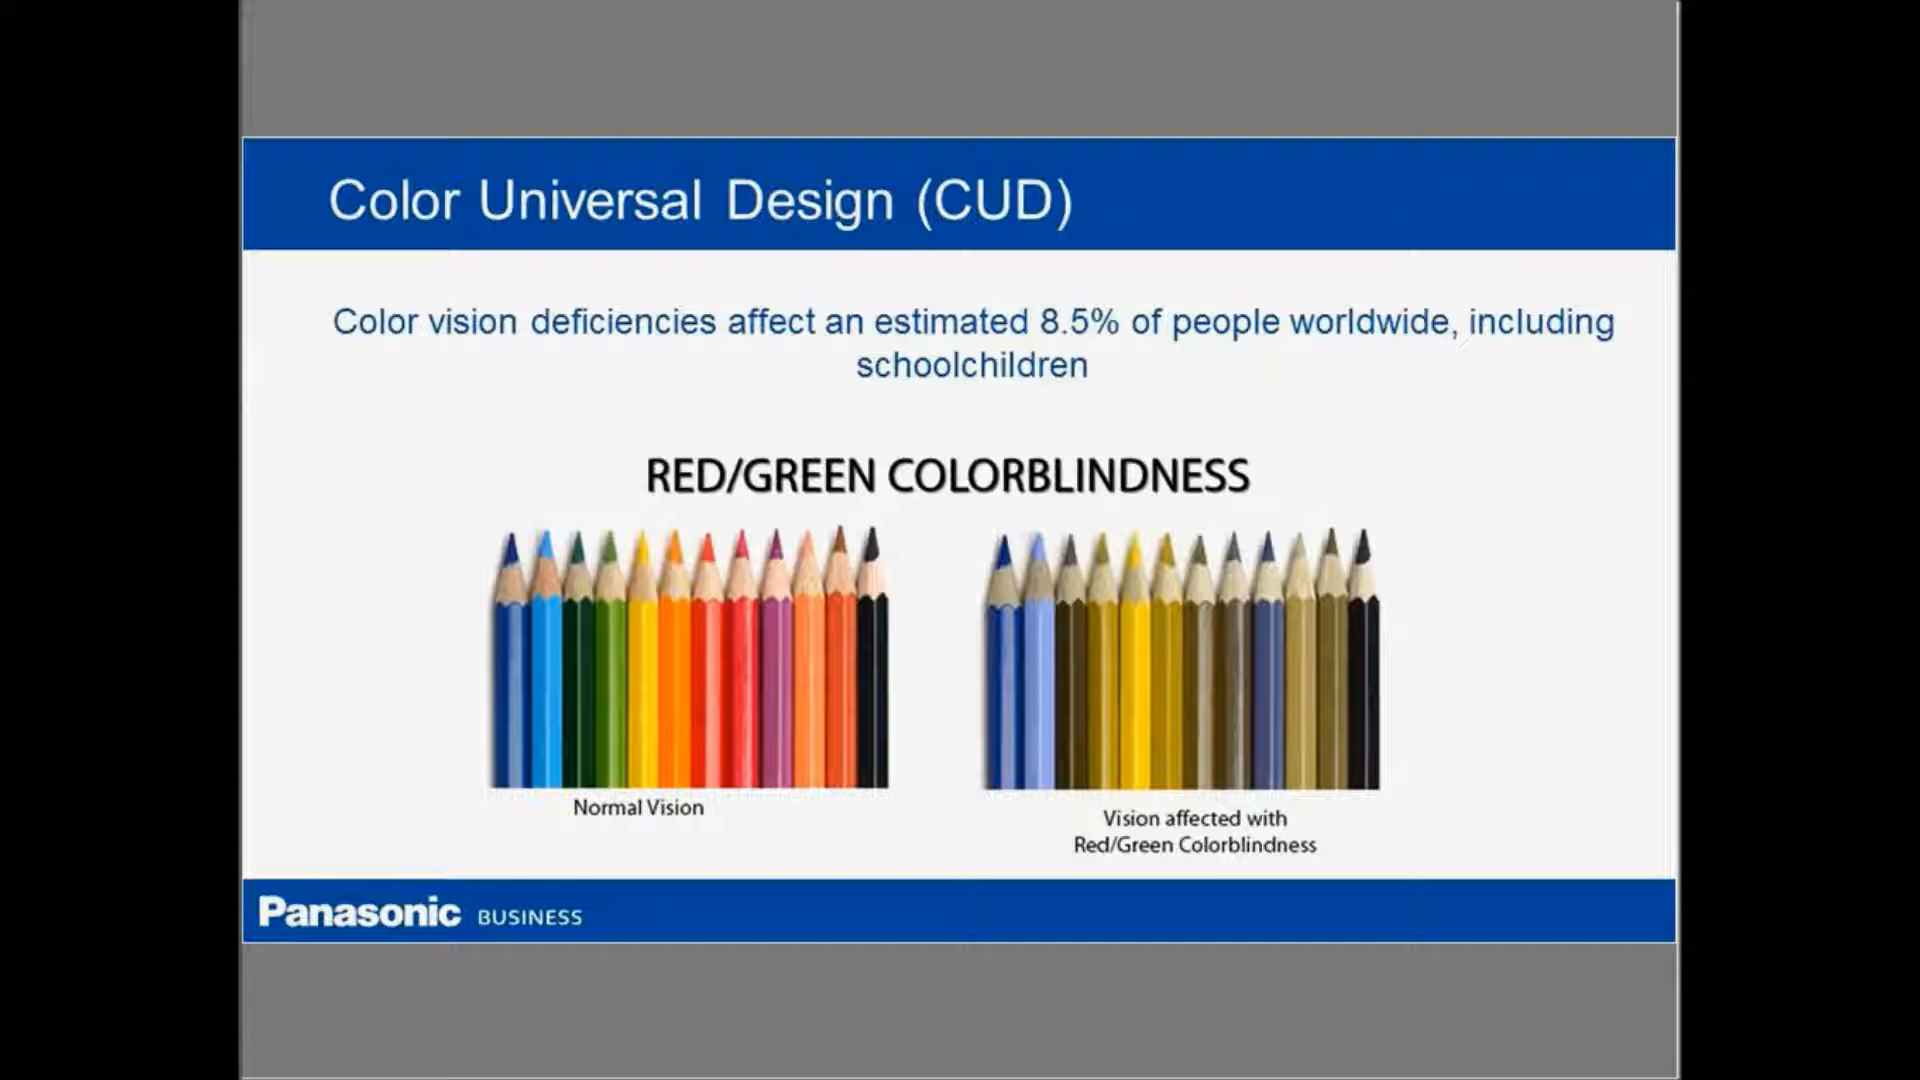 Color Universal Design (CUD)
Color vision deficiencies affect an estimated 8.5% of people worldwide, including
schoolchildren
RED/GREEN COLORBLINDNESS
Normal Vision
Vision affected with
Red/Green Colorblindness
Panasonic BUSINESS